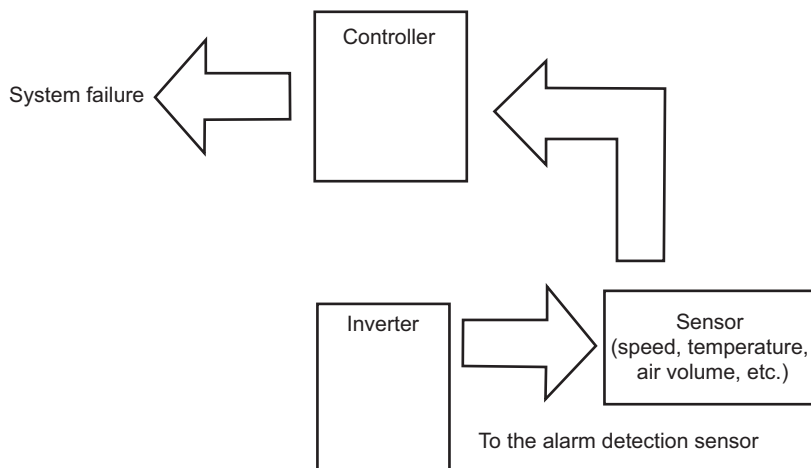 Controller
System failure
Inverter
Sensor
(speed, temperature,
air volume, etc.)
To the alarm detection sensor